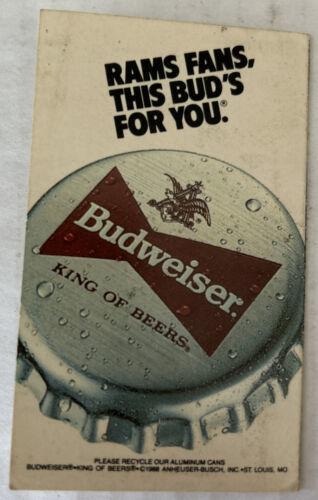 RAMS FANS,
THIS BUD'S
FOR YOU.®
Budweiser®
KING OF BEERS®
PLEASE RECYCLE OUR ALUMINUM CANS
BUDWEISER®•KING OF BEERS®•©1988 ANHEUSER-BUSCH, INC.•ST. LOUIS, MO